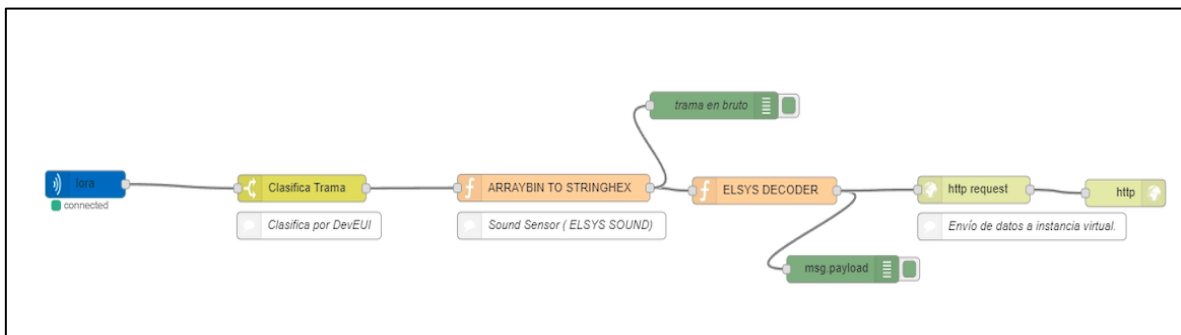 trama en bruto
lora
connected
Clasifica Trama
ARRAYBIN TO STRINGHEX
ELSYS DECODER
http request
http
Clasifica por DevEUI
Sound Sensor ( ELSYS SOUND)
Envío de datos a instancia virtual.
msg.payload